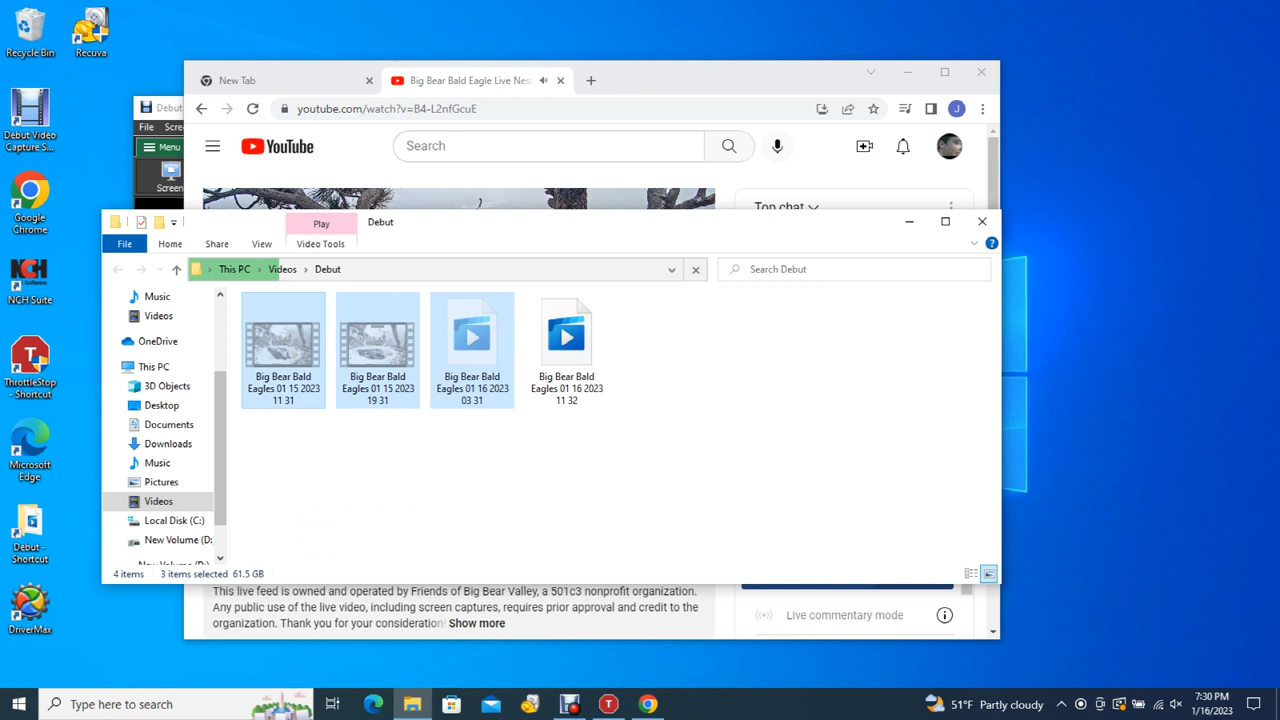 Recycle Bin
Recuva
Debut Video
Capture S...
Google
Chrome
NCH
Software
NCH Suite
ThrottleStop
- Shortcut
Microsoft
Edge
Debut -
Shortcut
DriverMax
New Tab
Big Bear Bald Eagle Live Nest
youtube.com/watch?v=B4-L2nfGcuE
J
Debut
File
Menu
Screen
YouTube
Search
Top chat
Play
Debut
File
Home
Share
View
Video Tools
This PC
Videos
Debut
Search Debut
Music
Videos
OneDrive
This PC
3D Objects
Desktop
Documents
Downloads
Music
Pictures
Videos
Local Disk (C:)
New Volume (D:
Big Bear Bald
Eagles 01 15 2023
11 31
Big Bear Bald
Eagles 01 15 2023
19 31
Big Bear Bald
Eagles 01 16 2023
03 31
Big Bear Bald
Eagles 01 16 2023
11 32
4 items
3 items selected 61.5 GB
This live feed is owned and operated by Friends of Big Bear Valley, a 501c3 nonprofit organization.
Any public use of the live video, including screen captures, requires prior approval and credit to the
organization. Thank you for your consideration! Show more
Live commentary mode
Type here to search
T
51°F Partly cloudy
7:30 PM
1/16/2023